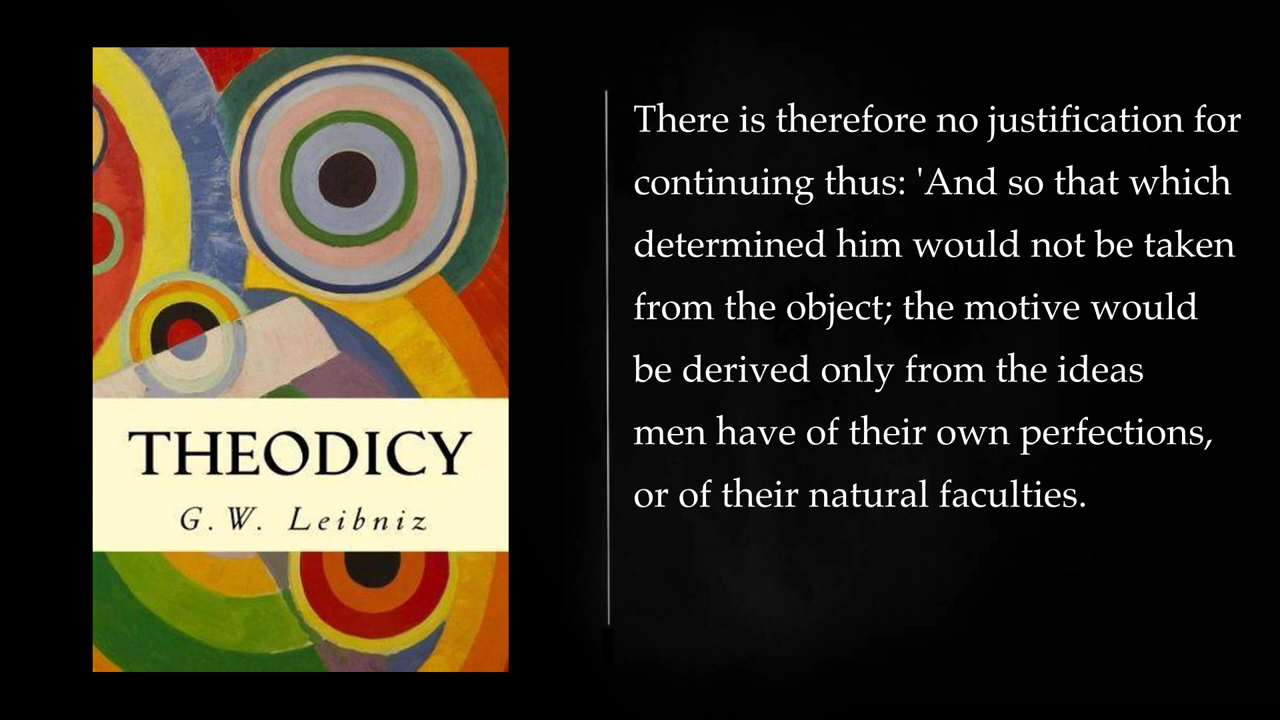 THEODICY
G.W. Leibniz
There is therefore no justification for
continuing thus: 'And so that which
determined him would not be taken
from the object; the motive would
be derived only from the ideas
men have of their own perfections,
or of their natural faculties.